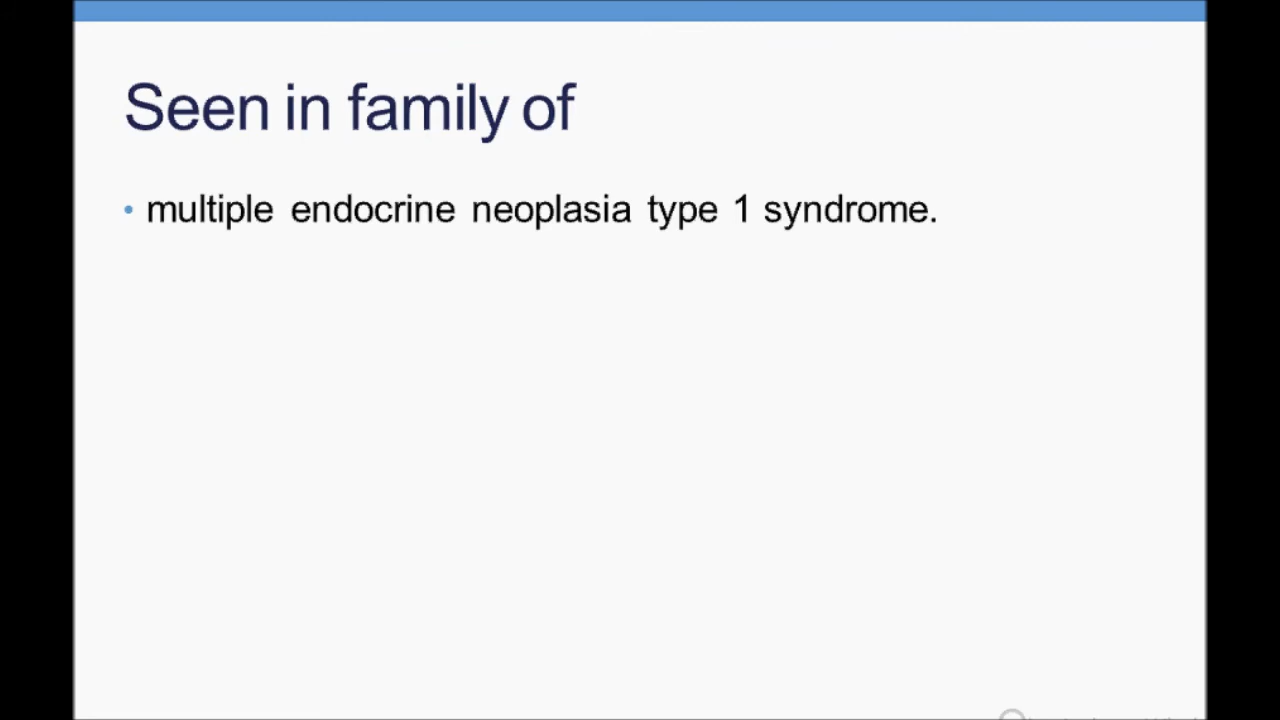 Seen in family of
• multiple endocrine neoplasia type 1 syndrome.